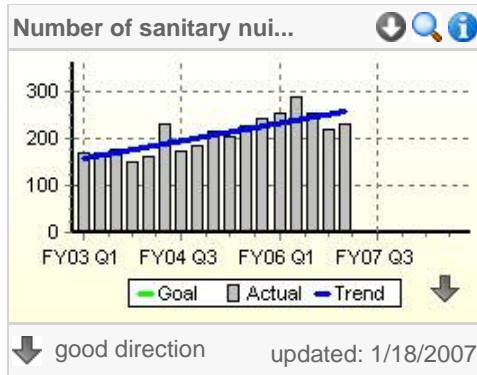 Number of sanitary nui...
300
200
100
0
FY03 Q1 FY04 Q3 FY06 Q1 FY07 Q3
Goal Actual Trend
good direction updated: 1/18/2007